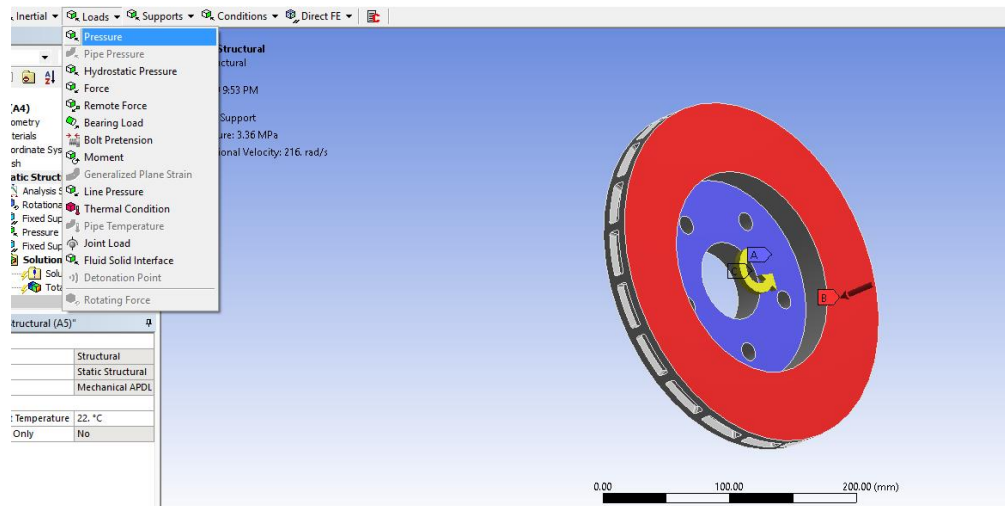 Inertial Loads Supports Conditions Direct FE
Pressure
Pipe Pressure
Hydrostatic Pressure
Force
Remote Force
Bearing Load
Bolt Pretension
Moment
Generalized Plane Strain
Line Pressure
Thermal Condition
Pipe Temperature
Joint Load
Fluid Solid Interface
Detonation Point
Rotating Force
(A4)
ometry
terials
ordinate Sys
sh
atic Struct
Analysis S
Rotationa
Fixed Sup
Pressure
Fixed Sup
Solution
Solu
Tota
Structural
ctural
9:53 PM
Support
ure: 3.36 MPa
ional Velocity: 216. rad/s
A
C
B
tructural (A5)"
Structural
Static Structural
Mechanical APDL
t Temperature 22. °C
Only No
0.00 100.00 200.00 (mm)